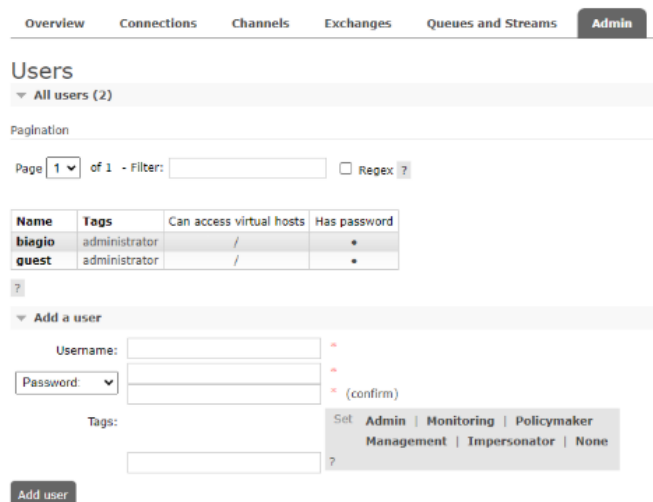 Overview Connections Channels Exchanges Queues and Streams Admin
Users
All users (2)
Pagination
Page 1 of 1 - Filter: Regex ?
Name Tags Can access virtual hosts Has password
biagio administrator / •
guest administrator / •
?
Add a user
Username: *
Password: *
* (confirm)
Tags: Set Admin | Monitoring | Policymaker
Management | Impersonator | None
?
Add user